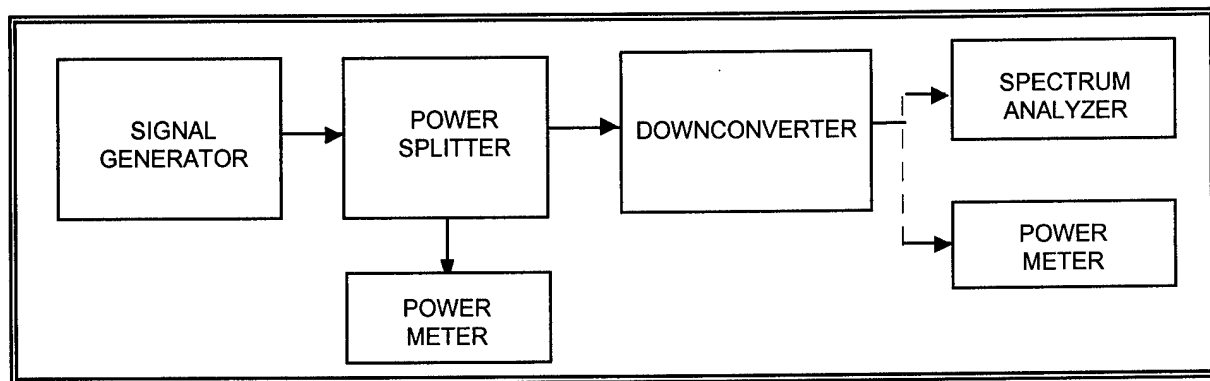 SIGNAL
GENERATOR
POWER
SPLITTER
DOWNCONVERTER
SPECTRUM
ANALYZER
POWER
METER
POWER
METER